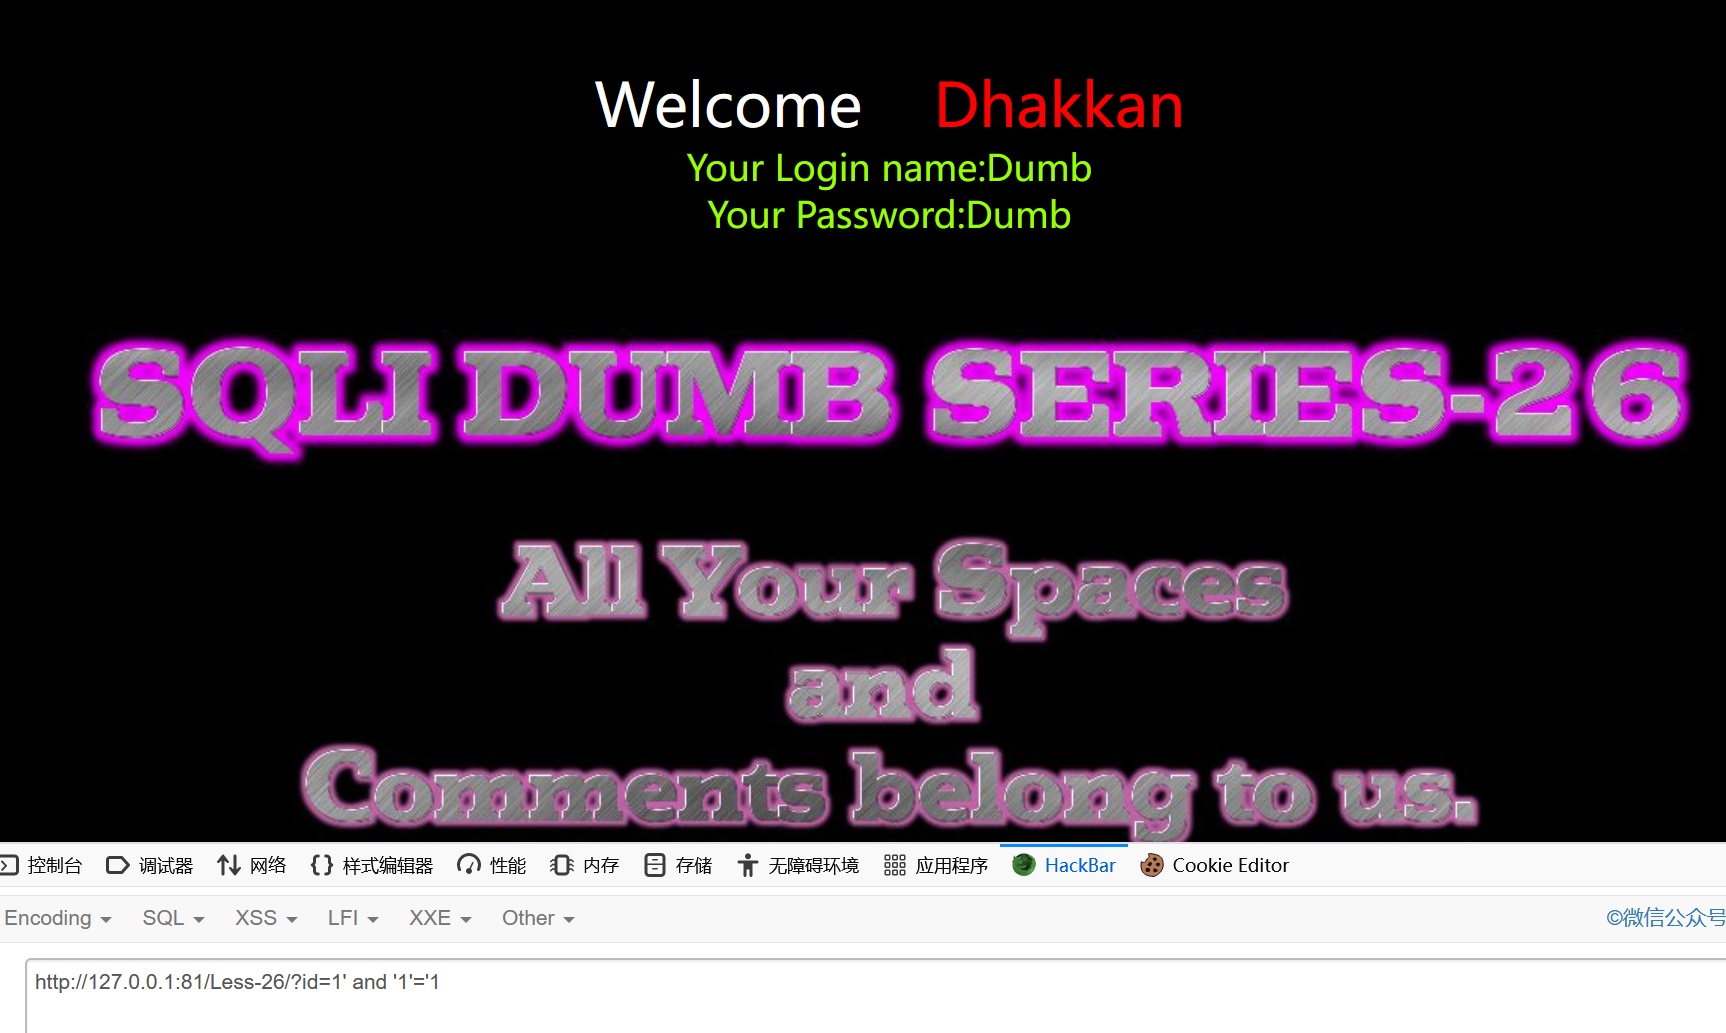 Welcome Dhakkan
Your Login name:Dumb
Your Password:Dumb
SQLI DUMB SERIES-26
All Your Spaces
and
Comments belong to us.
控制台 调试器 网络 样式编辑器 性能 内存 存储 无障碍环境 应用程序 HackBar Cookie Editor
Encoding SQL XSS LFI XXE Other ©微信公众号
http://127.0.0.1:81/Less-26/?id=1' and '1'='1